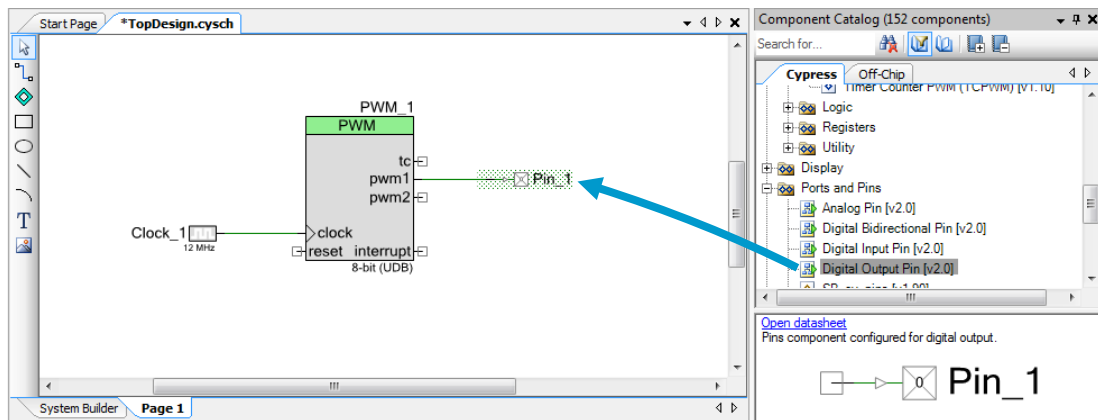 Start Page
*TopDesign.cysch
PWM_1
PWM
tc
pwm1
pwm2
Pin_1
Clock_1
12 MHz
clock
reset interrupt
8-bit (UDB)
T
System Builder
Page 1
Component Catalog (152 components)
Search for...
Cypress
Off-Chip
Timer Counter PWM (TCPWM) [v1.10]
Logic
Registers
Utility
Display
Ports and Pins
Analog Pin [v2.0]
Digital Bidirectional Pin [v2.0]
Digital Input Pin [v2.0]
Digital Output Pin [v2.0]
Open datasheet
Pins component configured for digital output.
0
Pin_1